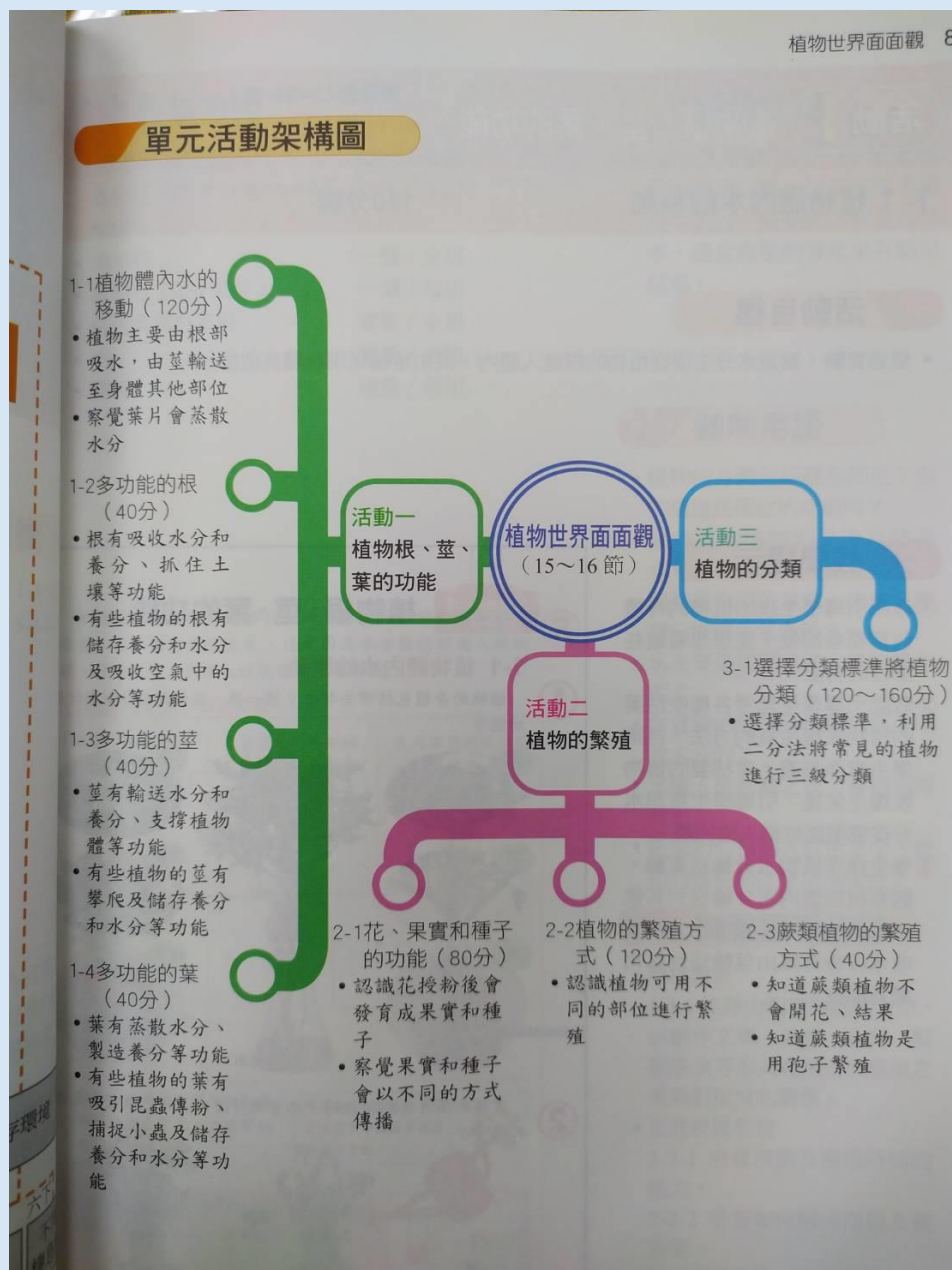 植物世界面面觀 8
單元活動架構圖
1-1植物體內水的
移動（120分）
• 植物主要由根部
吸水，由莖輸送
至身體其他部位
• 察覺葉片會蒸散
水分
1-2多功能的根
（40分）
• 根有吸收水分和
養分、抓住土
壤等功能
• 有些植物的根有
儲存養分和水分
及吸收空氣中的
水分等功能
1-3多功能的莖
（40分）
• 莖有輸送水分和
養分、支撐植物
體等功能
• 有些植物的莖有
攀爬及儲存養分
和水分等功能
1-4多功能的葉
（40分）
• 葉有蒸散水分、
製造養分等功能
• 有些植物的葉有
吸引昆蟲傳粉、
捕捉小蟲及儲存
養分和水分等功
能
活動一
植物根、莖、
葉的功能
植物世界面面觀
（15～16節）
活動三
植物的分類
3-1選擇分類標準將植物
分類（120～160分）
• 選擇分類標準，利用
二分法將常見的植物
進行三級分類
活動二
植物的繁殖
2-1花、果實和種子
的功能（80分）
• 認識花授粉後會
發育成果實和種
子
• 察覺果實和種子
會以不同的方式
傳播
2-2植物的繁殖方
式（120分）
• 認識植物可用不
同的部位進行繁
殖
2-3蕨類植物的繁殖
方式（40分）
• 知道蕨類植物不
會開花、結果
• 知道蕨類植物是
用孢子繁殖
環境
六下